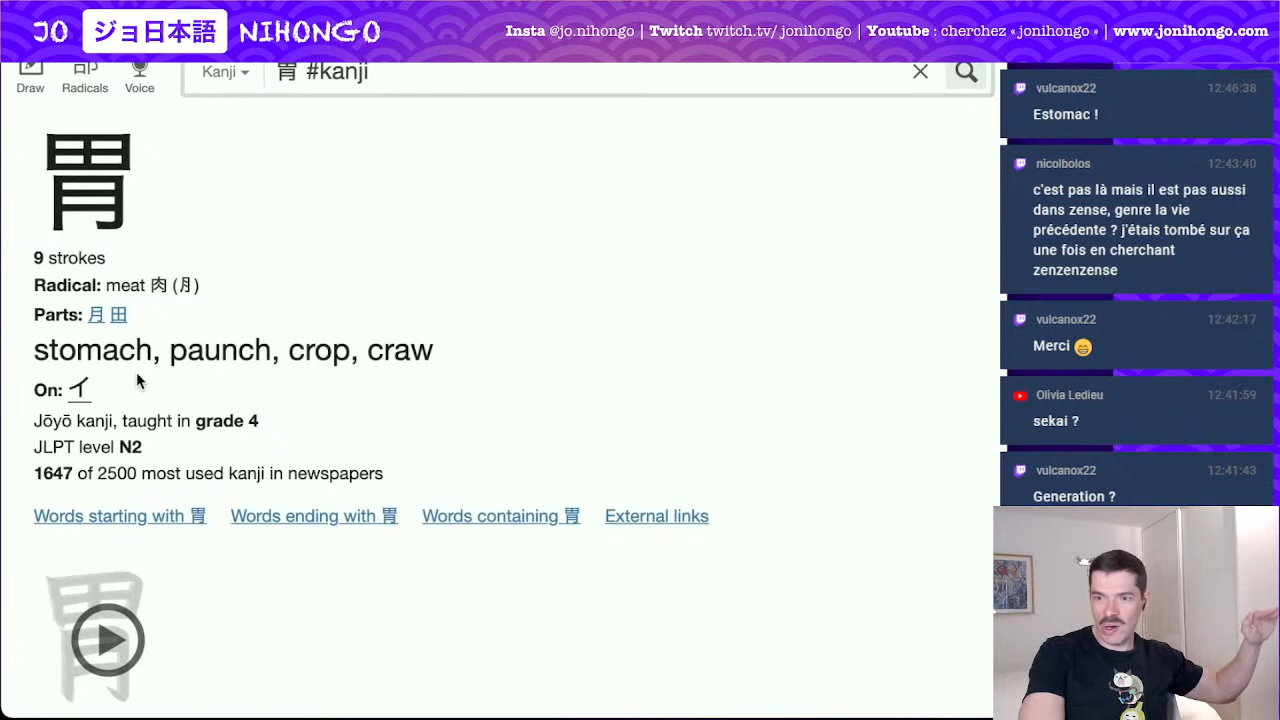 JO ジョ日本語 NIHONGO
Insta @jo.nihongo | Twitch twitch.tv/jonihongo | Youtube : cherchez « jonihongo » | www.jonihongo.com
Draw
Radicals
Voice
Kanji
胃 #kanji
胃
9 strokes
Radical: meat 肉 (⺼)
Parts: 月 田
stomach, paunch, crop, craw
On: イ
Jōyō kanji, taught in grade 4
JLPT level N2
1647 of 2500 most used kanji in newspapers
Words starting with 胃
Words ending with 胃
Words containing 胃
External links
胃
vulcanox22 12:46:38
Estomac !
nicolbolos 12:43:40
c'est pas là mais il est pas aussi
dans zense, genre la vie
précédente ? j'étais tombé sur ça
une fois en cherchant
zenzenzense
vulcanox22 12:42:17
Merci 😁
Olivia Ledieu 12:41:59
sekai ?
vulcanox22 12:41:43
Generation ?